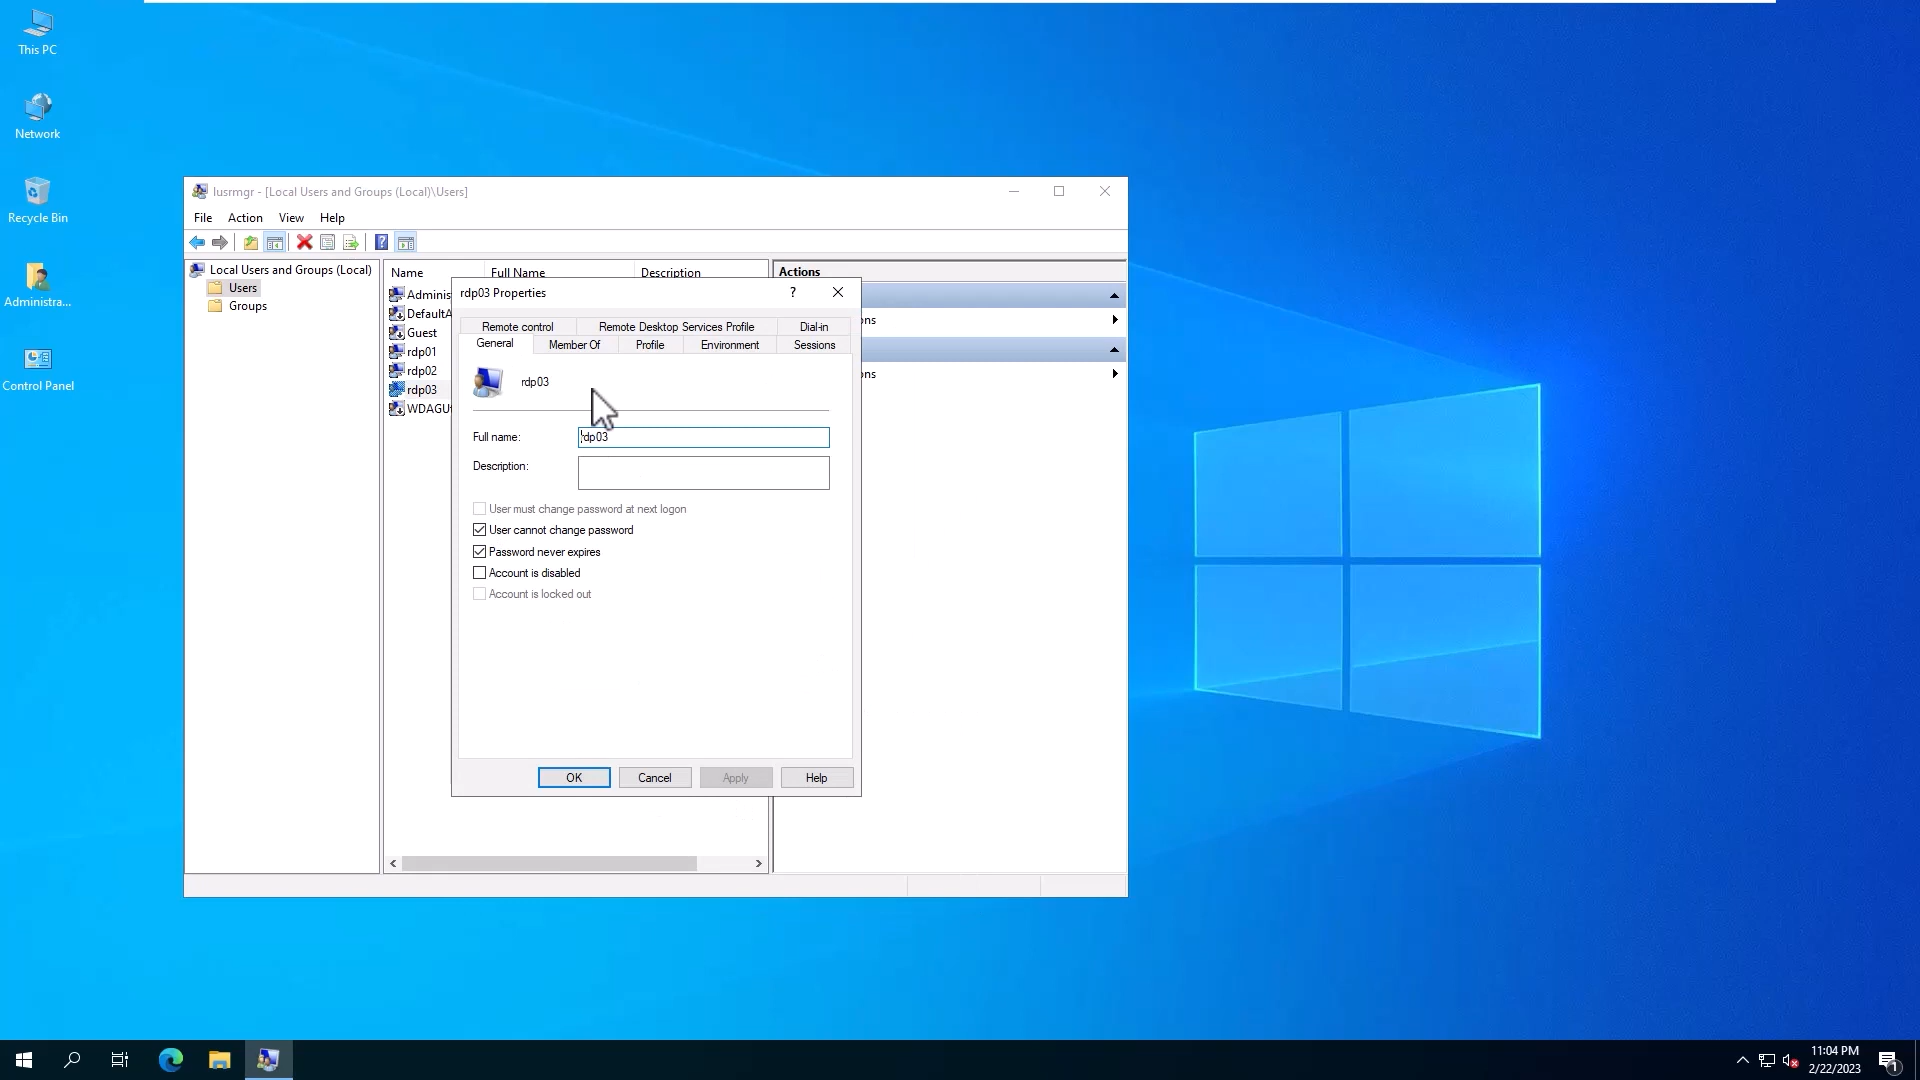 This PC
Network
Recycle Bin
Administra...
Control Panel
lusrmgr - [Local Users and Groups (Local)\Users]
File Action View Help
Local Users and Groups (Local)
Users
Groups
Name Full Name Description
Adminis
DefaultA
Guest
rdp01
rdp02
rdp03
WDAGUt
Actions
ons
ons
rdp03 Properties
?
Remote control Remote Desktop Services Profile Dial-in
General Member Of Profile Environment Sessions
rdp03
Full name: rdp03
Description:
User must change password at next logon
User cannot change password
Password never expires
Account is disabled
Account is locked out
OK Cancel Apply Help
11:04 PM
2/22/2023
1